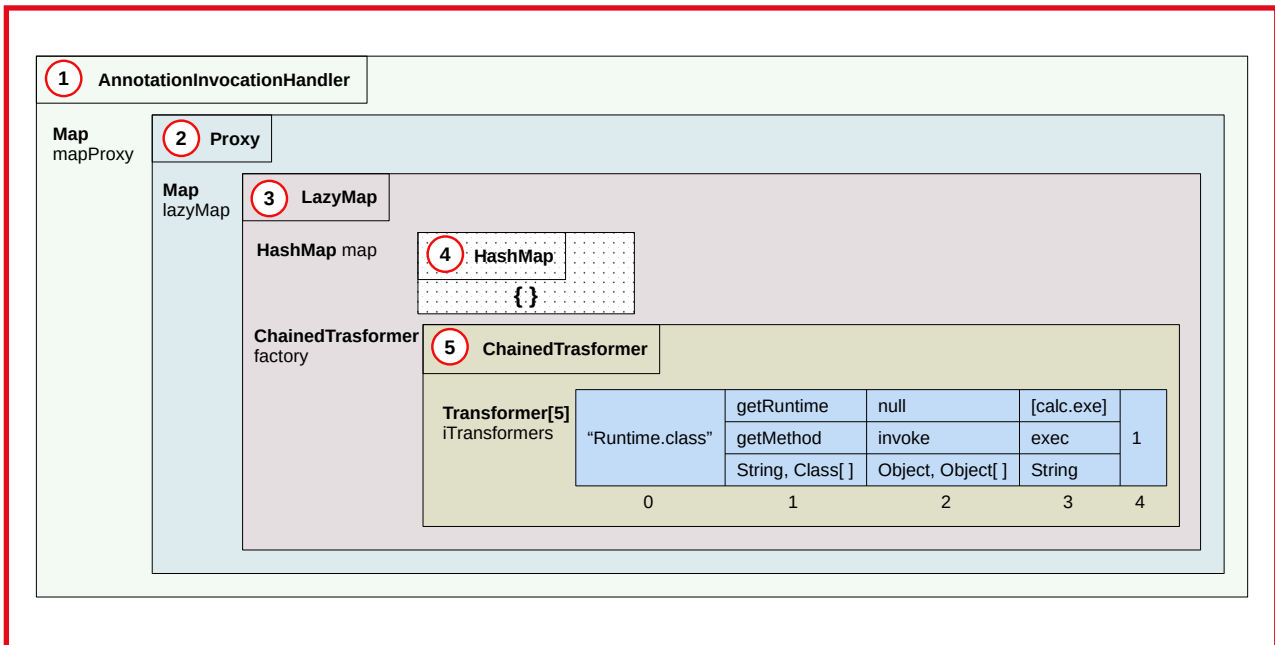 1 AnnotationInvocationHandler
Map
mapProxy
2 Proxy
Map
lazyMap
3 LazyMap
HashMap map
4 HashMap
{ }
ChainedTrasformer
factory
5 ChainedTrasformer
Transformer[5]
iTransformers
“Runtime.class”
getRuntime null [calc.exe]
getMethod invoke exec 1
String, Class[ ] Object, Object[ ] String
0 1 2 3 4